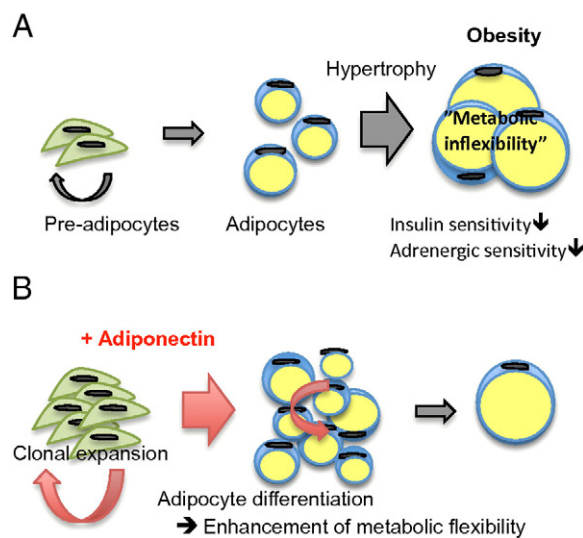 A
Obesity
Hypertrophy
"Metabolic
inflexibility"
Pre-adipocytes
Adipocytes
Insulin sensitivity🡇
Adrenergic sensitivity🡇
B
+ Adiponectin
Clonal expansion
Adipocyte differentiation
➔ Enhancement of metabolic flexibility